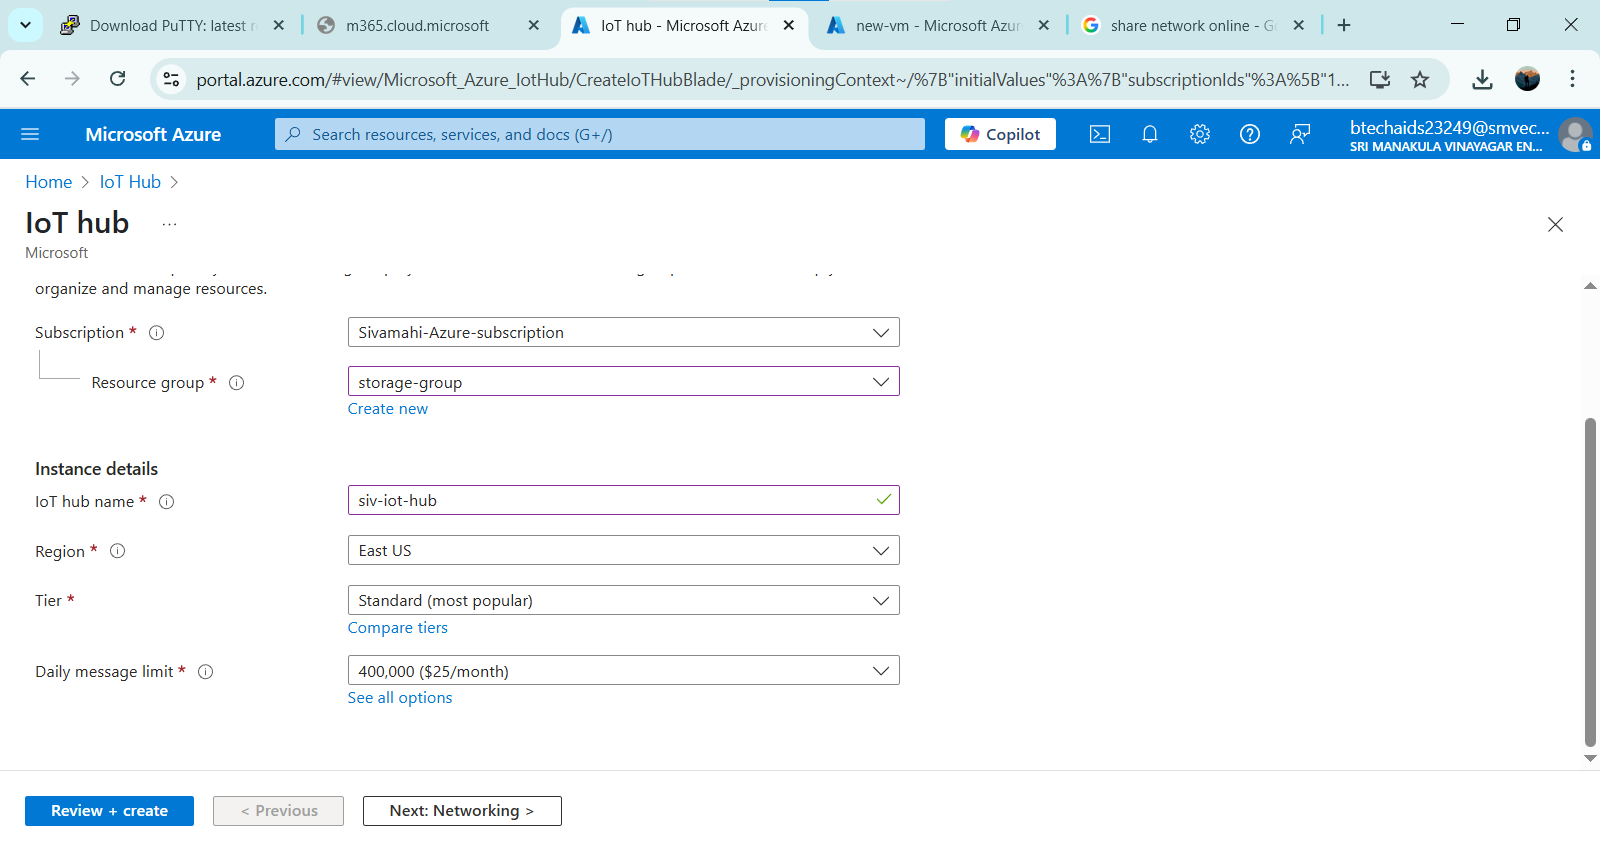 Download PuTTY: latest r
m365.cloud.microsoft
IoT hub - Microsoft Azure
new-vm - Microsoft Azur
share network online - Go
portal.azure.com/#view/Microsoft_Azure_IotHub/CreateIoTHubBlade/_provisioningContext~/%7B"initialValues"%3A%7B"subscriptionIds"%3A%5B"1...
Microsoft Azure
Search resources, services, and docs (G+/)
Copilot
btechaids23249@smvec...
SRI MANAKULA VINAYAGAR EN...
Home > IoT Hub >
IoT hub ...
Microsoft
organize and manage resources.
Subscription *
Sivamahi-Azure-subscription
Resource group *
storage-group
Create new
Instance details
IoT hub name *
siv-iot-hub
Region *
East US
Tier *
Standard (most popular)
Compare tiers
Daily message limit *
400,000 ($25/month)
See all options
Review + create
< Previous
Next: Networking >